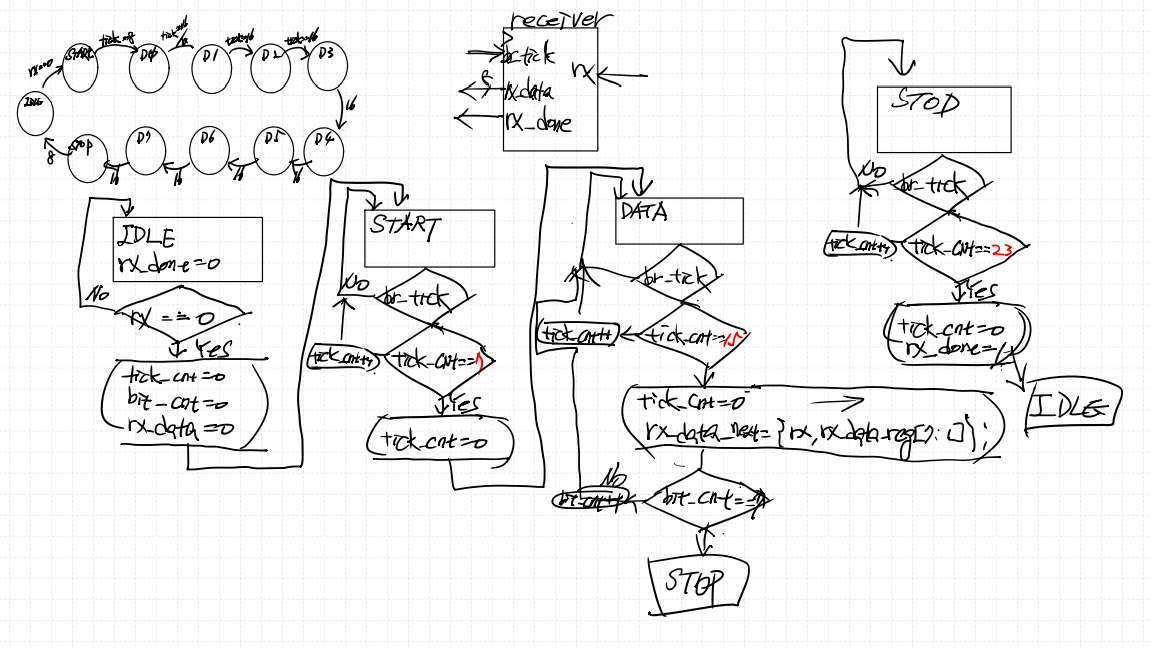 START
D0
D1
D2
D3
IDLE
STOP
D7
D6
D5
D4
rx==0
tick=8
tick=16
tick=16
tick=16
16
16
16
16
16
8
receiver
br_tick
8
rx_data
rx_done
rx
IDLE
rx_done=0
No
rx == 0
Yes
tick_cnt=0
bit_cnt=0
rx_data=0
START
No
br_tick
tick_cnt++
tick_cnt==7
Yes
tick_cnt=0
DATA
br_tick
tick_cnt++
tick_cnt==15
tick_cnt=0
rx_data_next={rx,rx_data_reg[7:1]};
No
bit_cnt++
bit_cnt==7
STOP
STOP
No
br_tick
tick_cnt++
tick_cnt==23
Yes
tick_cnt=0
rx_done=1
IDLE